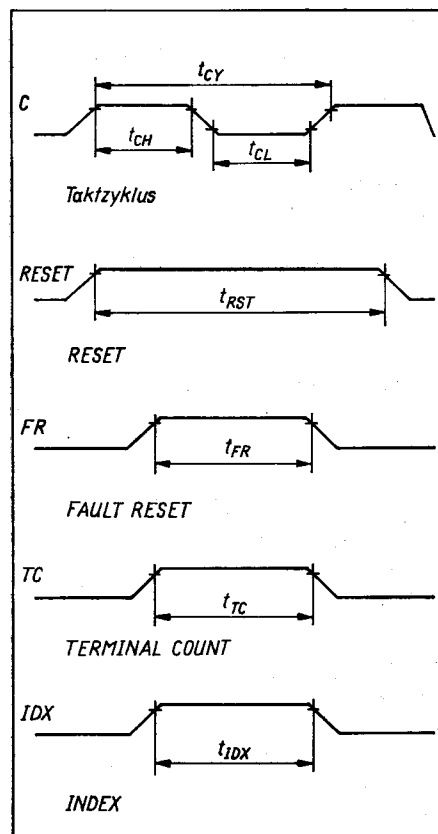 t_CY
C
t_CH
t_CL
Taktzyklus
RESET
t_RST
RESET
FR
t_FR
FAULT RESET
TC
t_TC
TERMINAL COUNT
IDX
t_IDX
INDEX